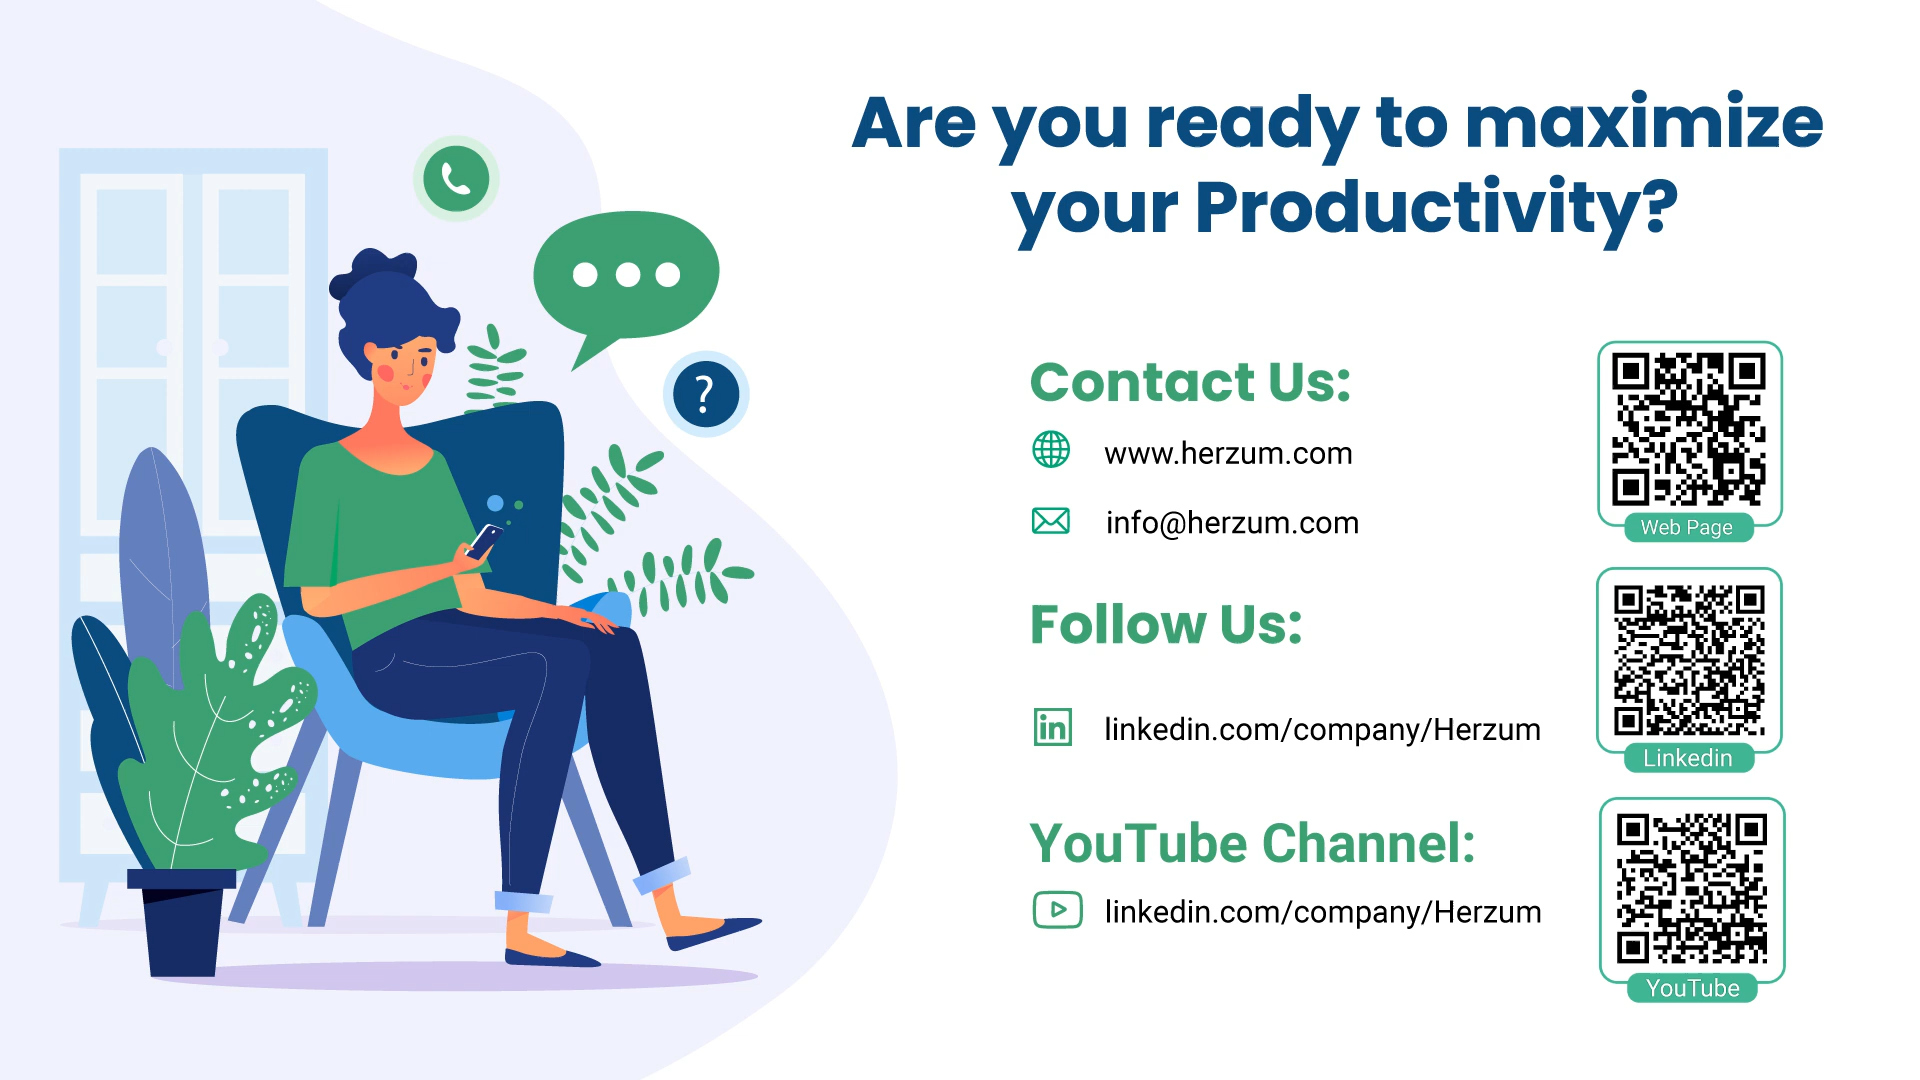 Are you ready to maximize
your Productivity?
Contact Us:
www.herzum.com
info@herzum.com
Web Page
Follow Us:
linkedin.com/company/Herzum
Linkedin
YouTube Channel:
linkedin.com/company/Herzum
YouTube
?
in